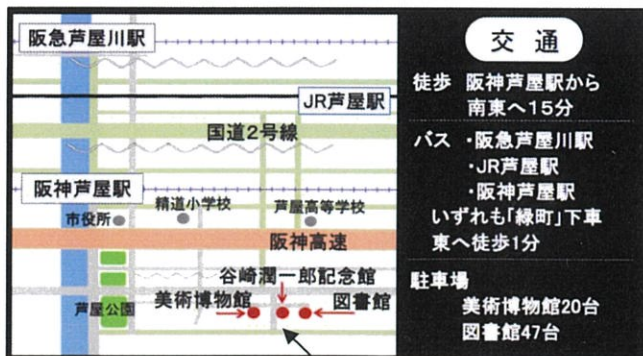 阪急芦屋川駅
JR芦屋駅
国道2号線
阪神芦屋駅
市役所
精道小学校
芦屋高等学校
阪神高速
谷崎潤一郎記念館
美術博物館
図書館
芦屋公園
交通
徒歩 阪神芦屋駅から
南東へ15分
バス ・阪急芦屋川駅
・JR芦屋駅
・阪神芦屋駅
いずれも「緑町」下車
東へ徒歩1分
駐車場
美術博物館20台
図書館47台